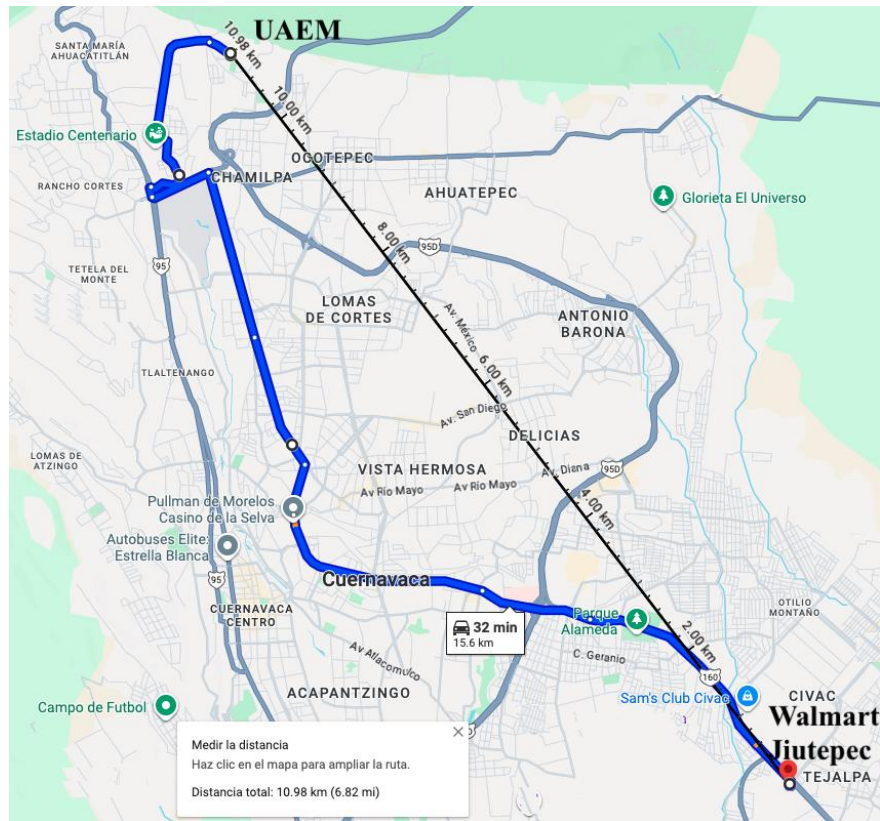 UAEM
SANTA MARÍA
AHUACATITLÁN
10.98 km
10.00 km
Estadio Centenario
OCOTEPEC
CHAMILPA
RANCHO CORTES
AHUATEPEC
Glorieta El Universo
8.00 km
95D
95
TETELA DEL
MONTE
LOMAS
DE CORTES
Av. México
ANTONIO
BARONA
6.00 km
TLALTENANGO
Av. San Diego
DELICIAS
LOMAS DE
ATZINGO
VISTA HERMOSA
Av. Diana
95D
Av Río Mayo
Av Río Mayo
4.00 km
Pullman de Morelos
Casino de la Selva
Autobuses Elite:
Estrella Blanca
95
Cuernavaca
CUERNAVACA
CENTRO
32 min
15.6 km
Parque
Alameda
OTILIO
MONTAÑO
2.00 km
C. Geranio
Av Atlacomulco
160
ACAPANTZINGO
Sam's Club Civac
CIVAC
Campo de Futbol
Walmart
Jiutepec
TEJALPA
Medir la distancia
Haz clic en el mapa para ampliar la ruta.
Distancia total: 10.98 km (6.82 mi)